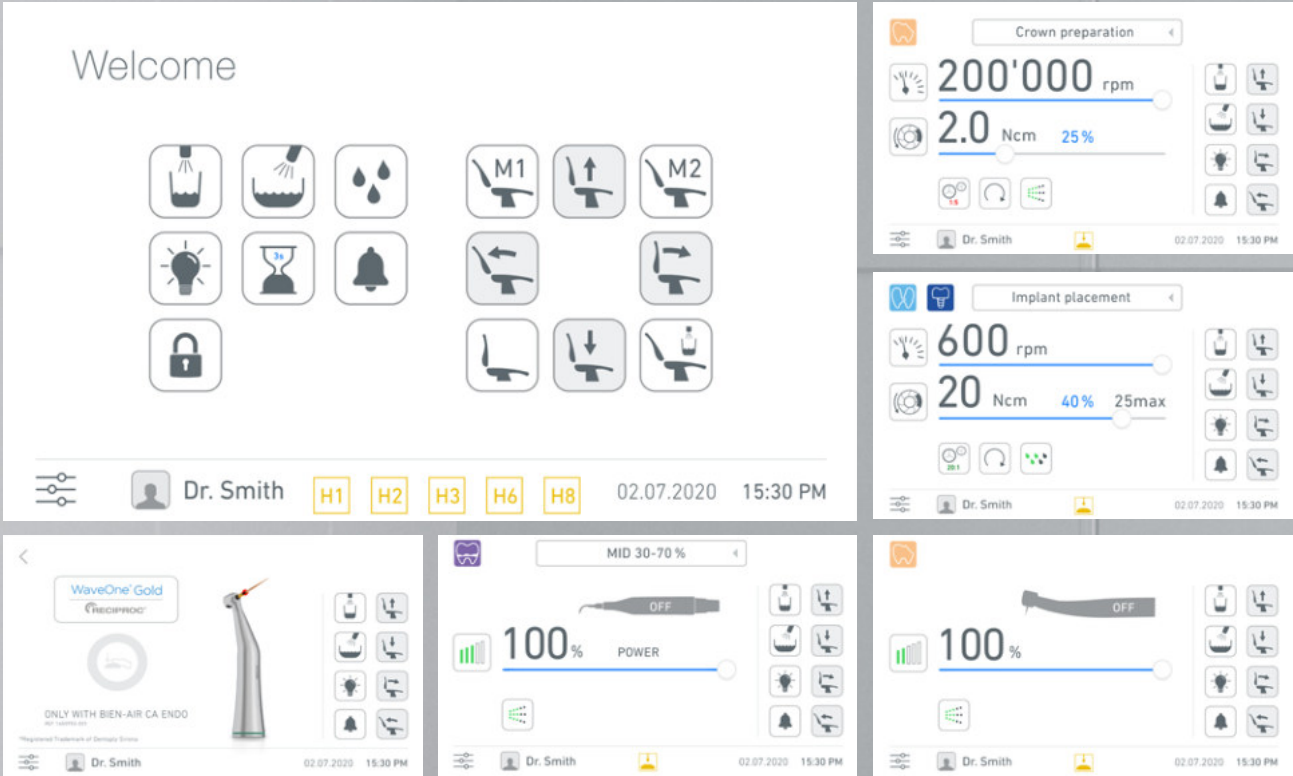 Welcome
M1
M2
3s
Dr. Smith
H1
H2
H3
H6
H8
02.07.2020
15:30 PM
Crown preparation
200'000 rpm
2.0 Ncm 25%
1:5
Dr. Smith
02.07.2020 15:30 PM
Implant placement
600 rpm
20 Ncm 40% 25max
20:1
Dr. Smith
02.07.2020 15:30 PM
WaveOne® Gold
RECIPROC®
ONLY WITH BIEN-AIR CA ENDO
*Registered Trademark of Dentsply Sirona
Dr. Smith
02.07.2020 15:30 PM
MID 30-70 %
OFF
100 % POWER
Dr. Smith
02.07.2020 15:30 PM
OFF
100 %
Dr. Smith
02.07.2020 15:30 PM